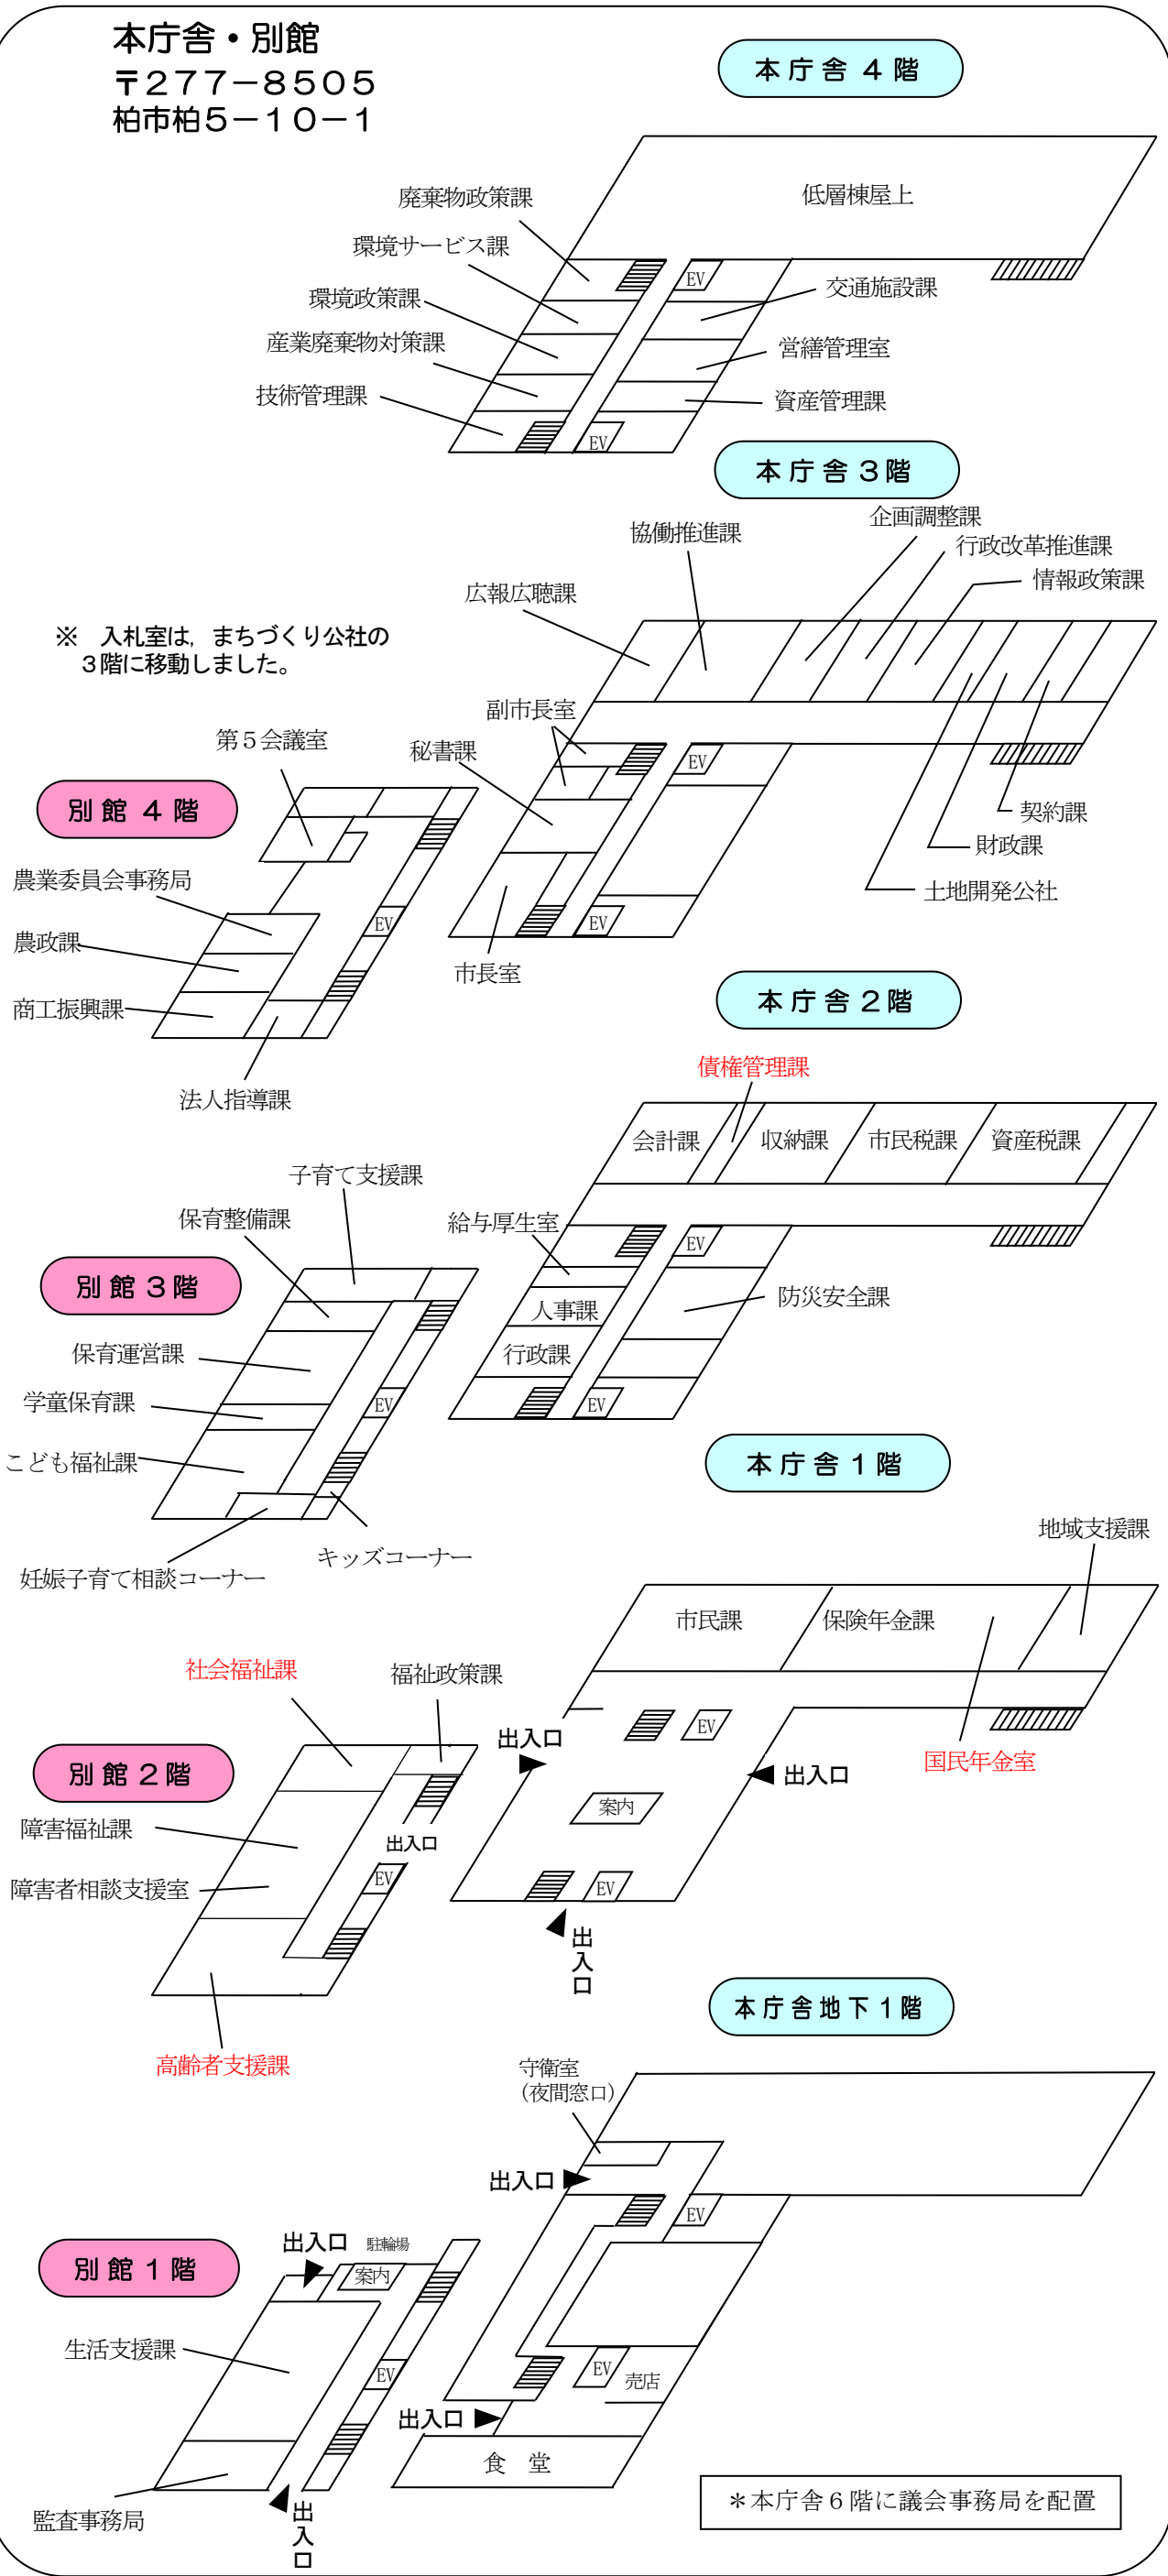 本庁舎・別館
〒277-8505
柏市柏5-10-1
本庁舎4階
低層棟屋上
廃棄物政策課
環境サービス課
環境政策課
産業廃棄物対策課
技術管理課
EV
交通施設課
営繕管理室
資産管理課
EV
本庁舎3階
企画調整課
協働推進課
行政改革推進課
情報政策課
広報広聴課
※　入札室は，まちづくり公社の
3階に移動しました。
副市長室
秘書課
EV
契約課
財政課
土地開発公社
EV
市長室
第5会議室
別館4階
農業委員会事務局
EV
農政課
商工振興課
法人指導課
本庁舎2階
債権管理課
会計課
収納課
市民税課
資産税課
給与厚生室
EV
人事課
防災安全課
行政課
EV
子育て支援課
保育整備課
別館3階
保育運営課
EV
学童保育課
こども福祉課
キッズコーナー
妊娠子育て相談コーナー
本庁舎1階
地域支援課
市民課
保険年金課
国民年金室
出入口
EV
出入口
案内
EV
出入口
社会福祉課
福祉政策課
別館2階
障害福祉課
出入口
EV
障害者相談支援室
高齢者支援課
本庁舎地下1階
守衛室
（夜間窓口）
出入口
EV
EV
売店
出入口
食　堂
出入口
駐輪場
別館1階
案内
生活支援課
EV
監査事務局
出入口
＊本庁舎6階に議会事務局を配置